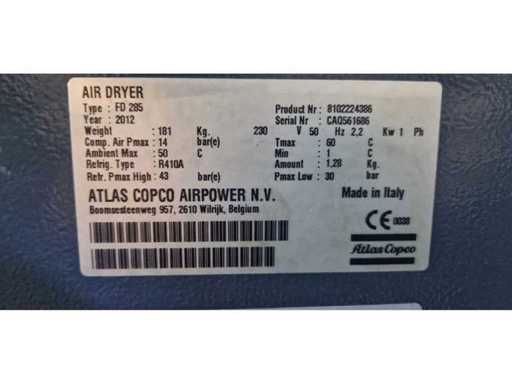 AIR DRYER
Type : FD 285 Product Nr : 8102224386
Year : 2012 Serial Nr : CAQ561686
Weight : 181 Kg. 230 V 50 Hz 2,2 Kw 1 Ph
Comp. Air Pmax : 14 bar(e) Tmax : 60 C
Ambient Max : 50 C Min : 1 C
Refrig. Type : R410A Amount : 1,28 Kg.
Refr. Pmax High : 43 bar(e) Pmax Low : 30 bar
ATLAS COPCO AIRPOWER N.V. Made in Italy
Boomsesteenweg 957, 2610 Wilrijk, Belgium
CE 0038
Atlas Copco